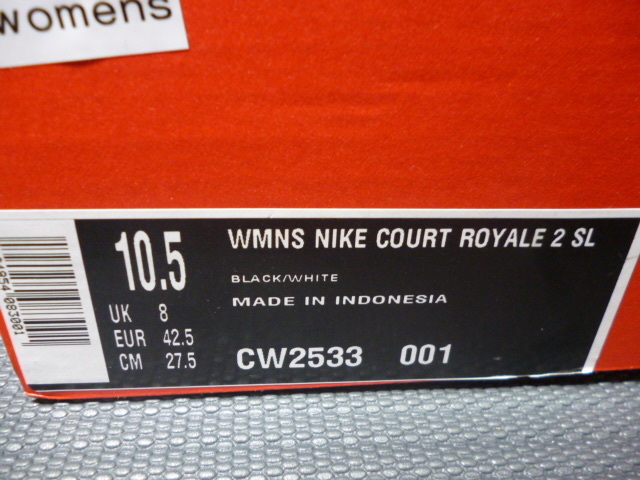 womens
10.5
UK 8
EUR 42.5
CM 27.5
WMNS NIKE COURT ROYALE 2 SL
BLACK/WHITE
MADE IN INDONESIA
CW2533 001